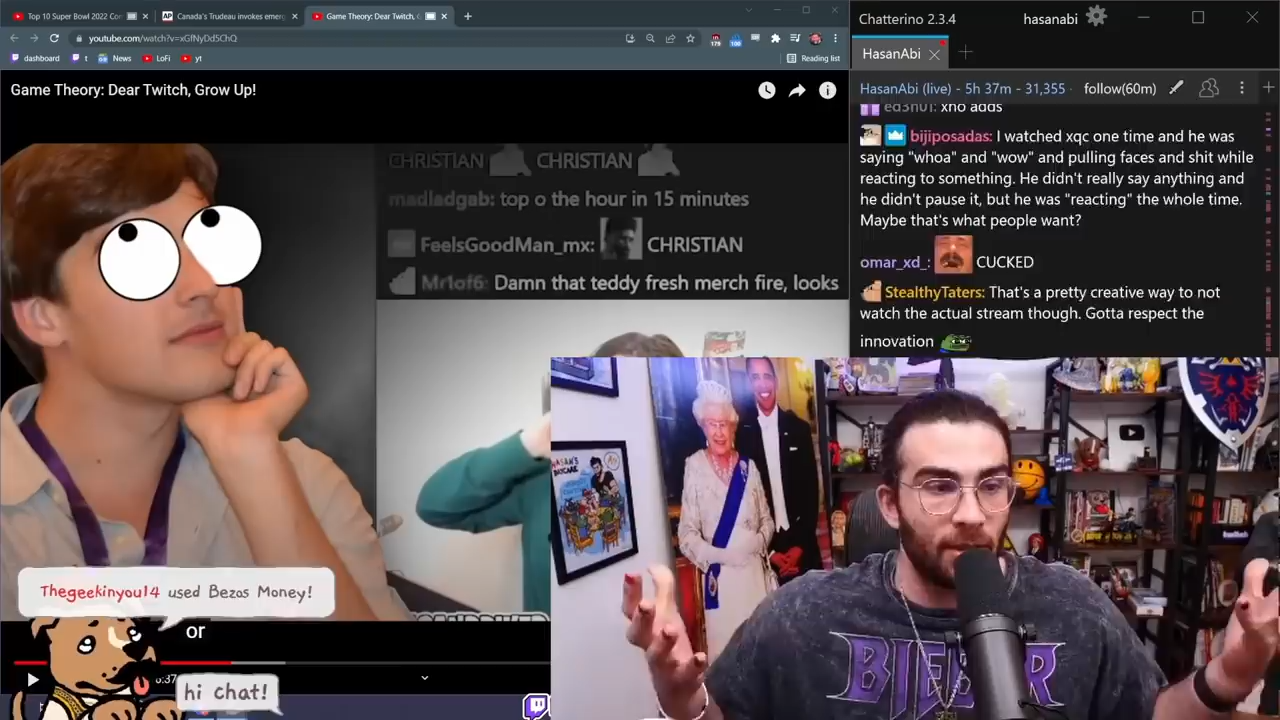 Top 10 Super Bowl 2022 Con
Canada's Trudeau invokes emerg
Game Theory: Dear Twitch, G
youtube.com/watch?v=xGfNyDd5ChQ
dashboard
t
News
LoFi
yt
Reading list
Game Theory: Dear Twitch, Grow Up!
CHRISTIAN CHRISTIAN
madladgab: top o the hour in 15 minutes
FeelsGoodMan_mx: CHRISTIAN
Mr1of6: Damn that teddy fresh merch fire, looks
Thegeekinyou14 used Bezos Money!
or
hi chat!
Chatterino 2.3.4
hasanabi
HasanAbi
HasanAbi (live) - 5h 37m - 31,355
follow(60m)
ed3h01: xho adds
bijiposadas: I watched xqc one time and he was
saying "whoa" and "wow" and pulling faces and shit while
reacting to something. He didn't really say anything and
he didn't pause it, but he was "reacting" the whole time.
Maybe that's what people want?
omar_xd_: CUCKED
StealthyTaters: That's a pretty creative way to not
watch the actual stream though. Gotta respect the
innovation
BIEBER